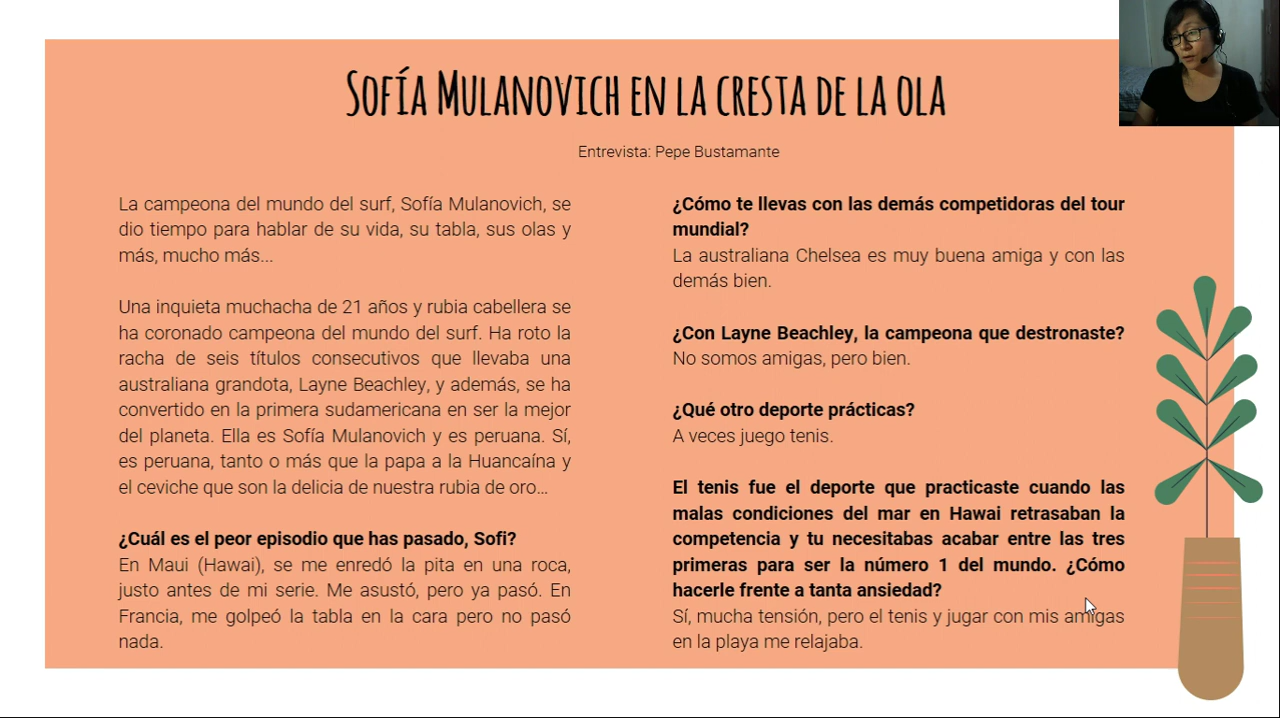 Sofía Mulanovich en la cresta de la ola
Entrevista: Pepe Bustamante
La campeona del mundo del surf, Sofía Mulanovich, se
dio tiempo para hablar de su vida, su tabla, sus olas y
más, mucho más...
Una inquieta muchacha de 21 años y rubia cabellera se
ha coronado campeona del mundo del surf. Ha roto la
racha de seis títulos consecutivos que llevaba una
australiana grandota, Layne Beachley, y además, se ha
convertido en la primera sudamericana en ser la mejor
del planeta. Ella es Sofía Mulanovich y es peruana. Sí,
es peruana, tanto o más que la papa a la Huancaína y
el ceviche que son la delicia de nuestra rubia de oro...
¿Cuál es el peor episodio que has pasado, Sofi?
En Maui (Hawai), se me enredó la pita en una roca,
justo antes de mi serie. Me asustó, pero ya pasó. En
Francia, me golpeó la tabla en la cara pero no pasó
nada.
¿Cómo te llevas con las demás competidoras del tour
mundial?
La australiana Chelsea es muy buena amiga y con las
demás bien.
¿Con Layne Beachley, la campeona que destronaste?
No somos amigas, pero bien.
¿Qué otro deporte prácticas?
A veces juego tenis.
El tenis fue el deporte que practicaste cuando las
malas condiciones del mar en Hawai retrasaban la
competencia y tu necesitabas acabar entre las tres
primeras para ser la número 1 del mundo. ¿Cómo
hacerle frente a tanta ansiedad?
Sí, mucha tensión, pero el tenis y jugar con mis amigas
en la playa me relajaba.